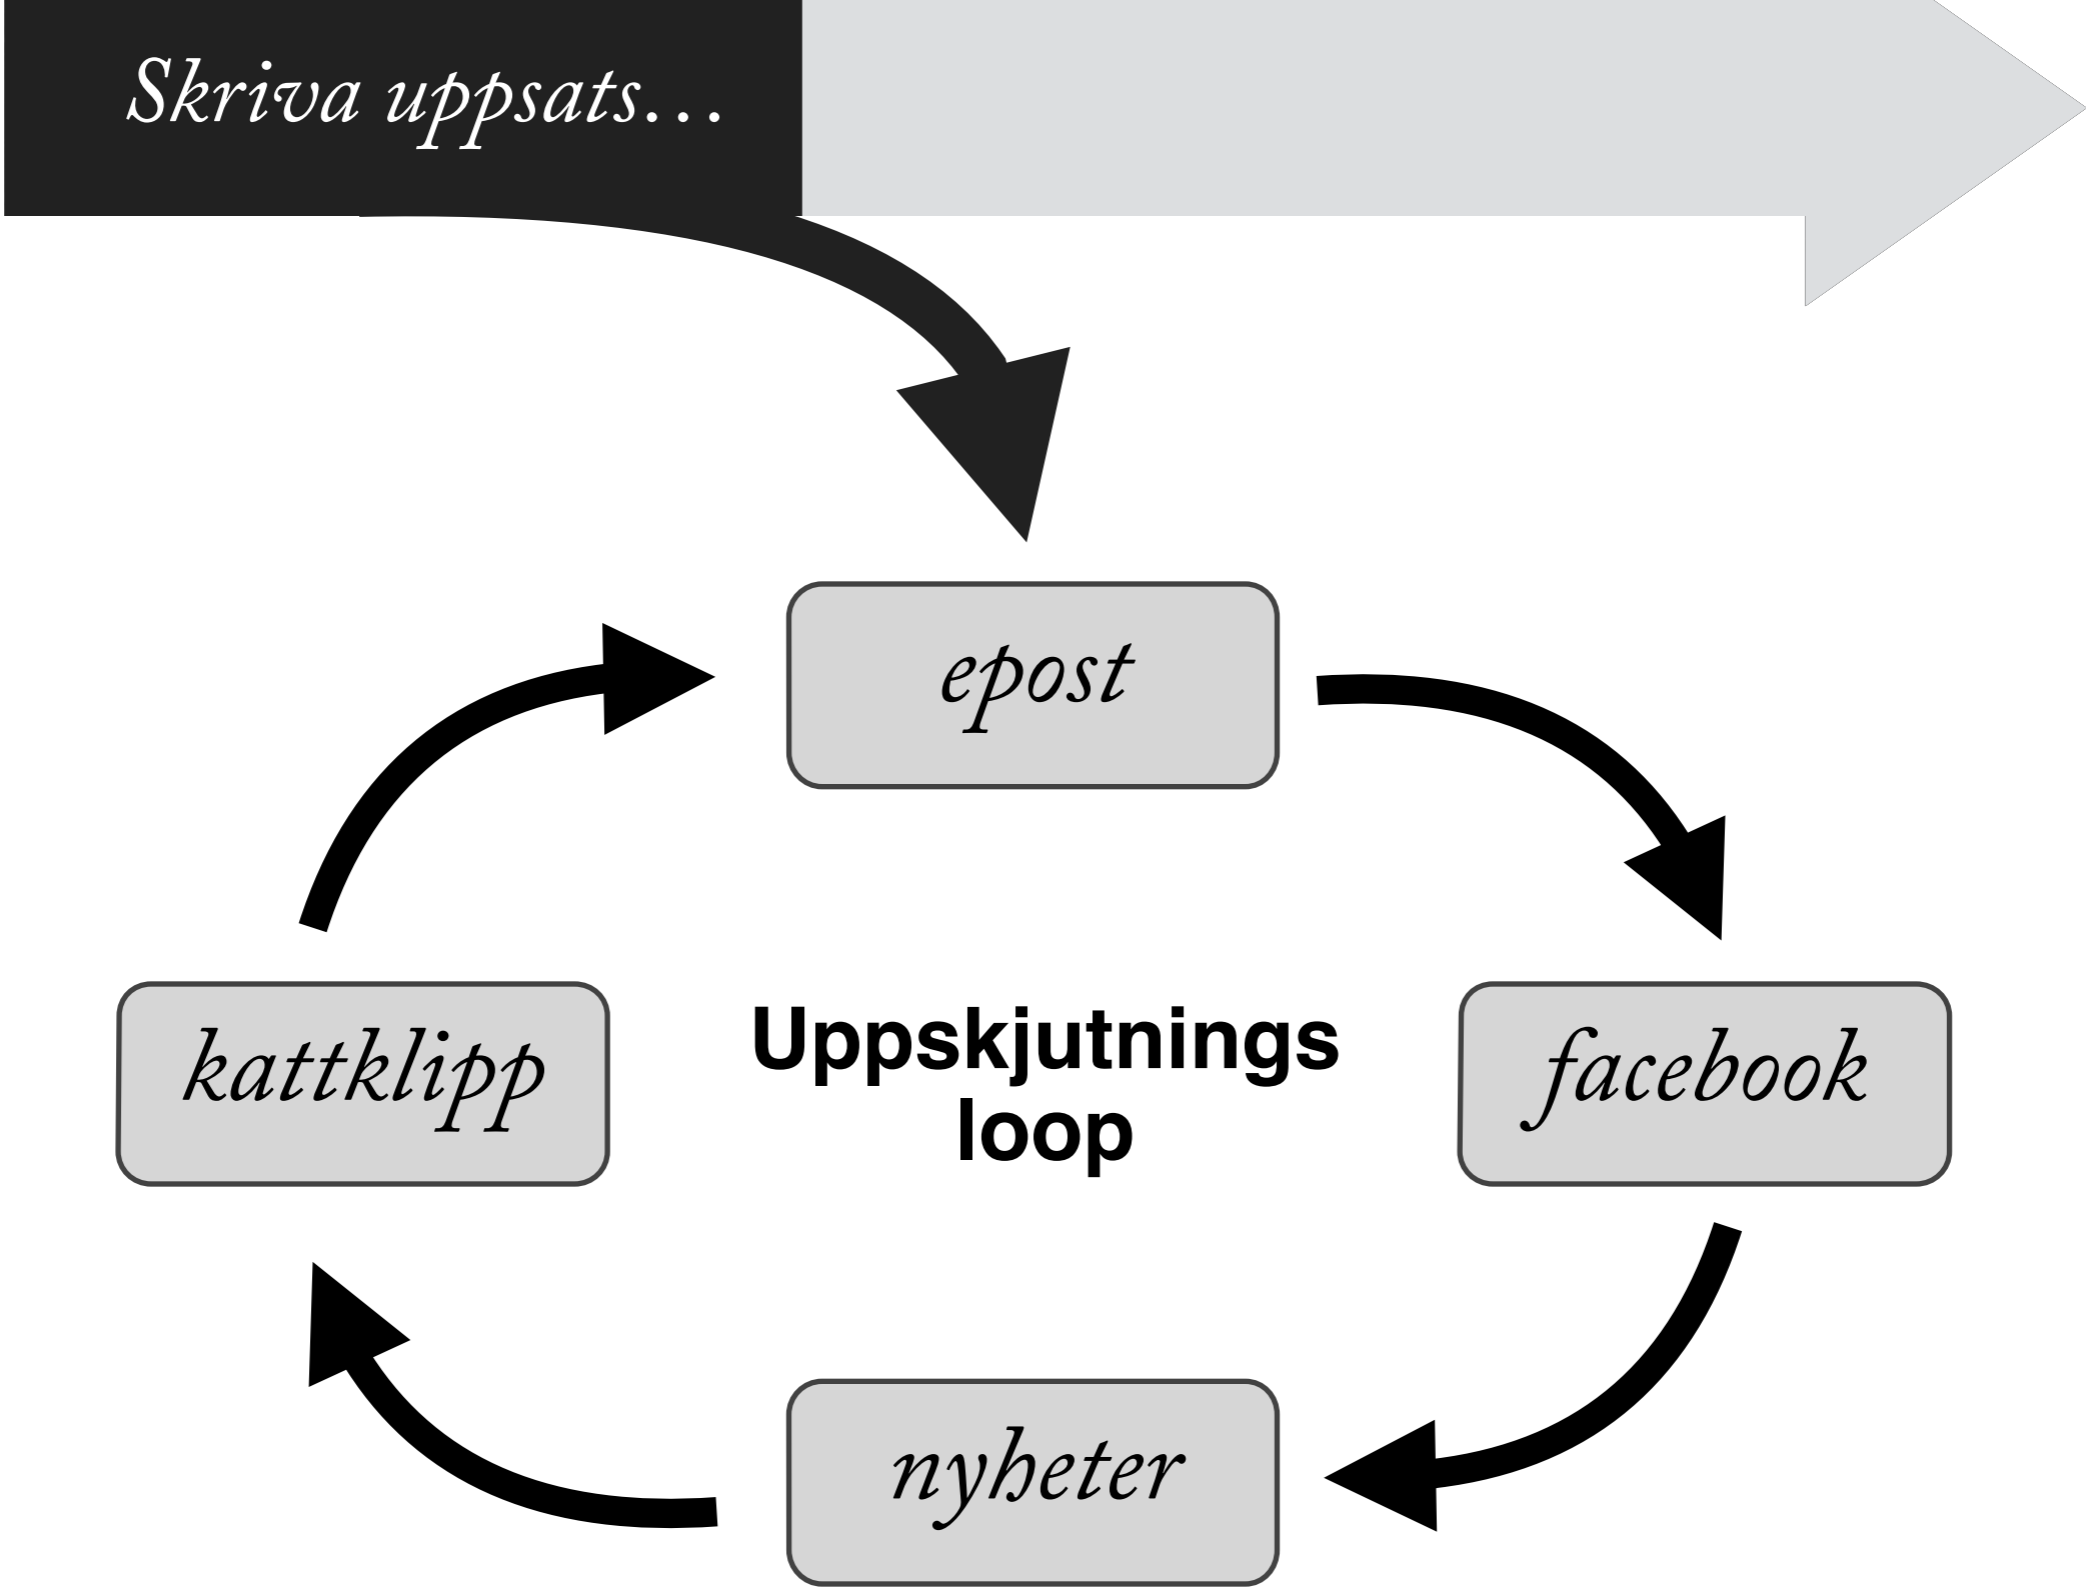 Skriva uppsats...
epost
kattklipp
Uppskjutnings
loop
facebook
nyheter